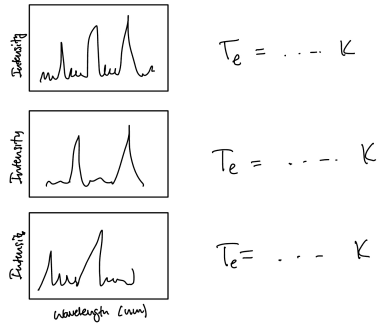 Intensity
Te = ..... K
Intensity
Te = ..... K
Intensity
Te= .... K
wavelength (nm)